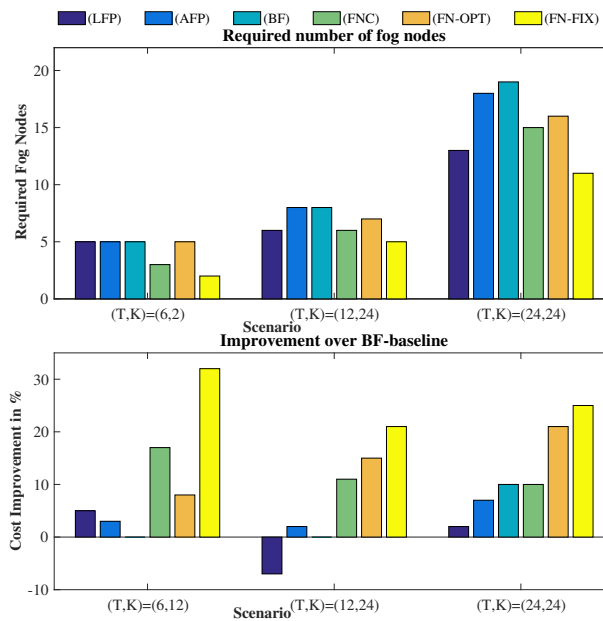 (LFP) (AFP) (BF) (FNC) (FN-OPT) (FN-FIX)
Required number of fog nodes
20
15
10
5
0
Required Fog Nodes
(T,K)=(6,2) (T,K)=(12,24) (T,K)=(24,24)
Scenario
Improvement over BF-baseline
30
20
10
0
-10
Cost Improvement in %
(T,K)=(6,12) (T,K)=(12,24) (T,K)=(24,24)
Scenario